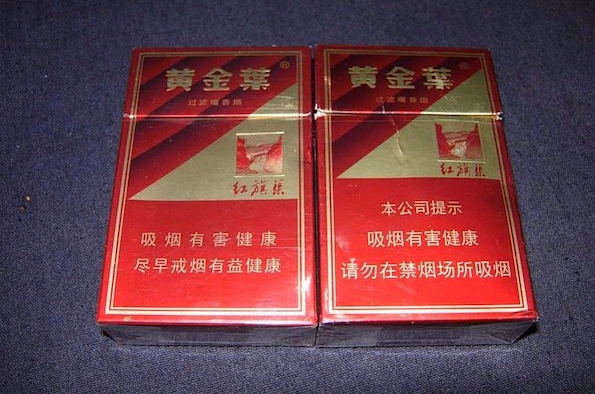 黄金葉®
过滤嘴香烟
红旗渠
吸烟有害健康
尽早戒烟有益健康
黄金葉®
过滤嘴香烟
红旗渠
本公司提示
吸烟有害健康
请勿在禁烟场所吸烟